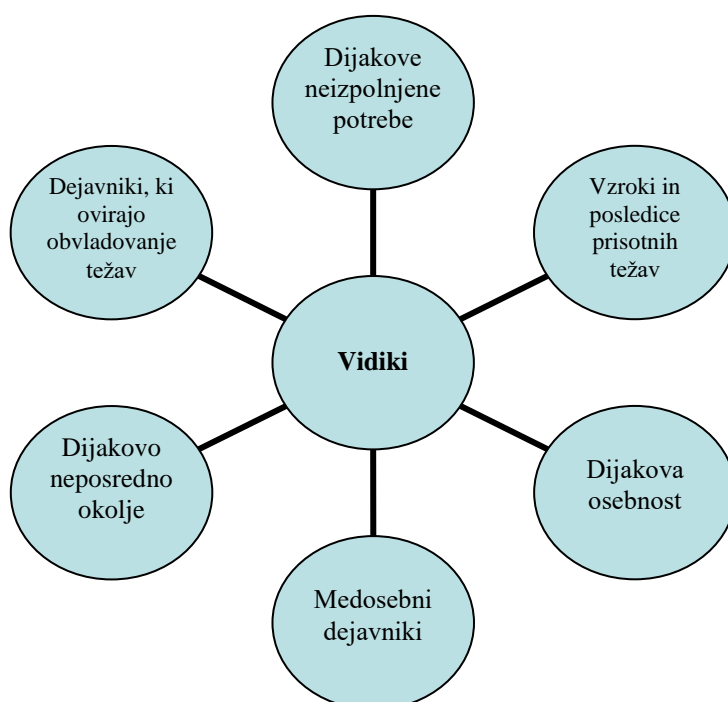 Dijakove
neizpolnjene
potrebe
Dejavniki, ki
ovirajo
obvladovanje
težav
Vzroki in
posledice
prisotnih
težav
Vidiki
Dijakovo
neposredno
okolje
Dijakova
osebnost
Medosebni
dejavniki